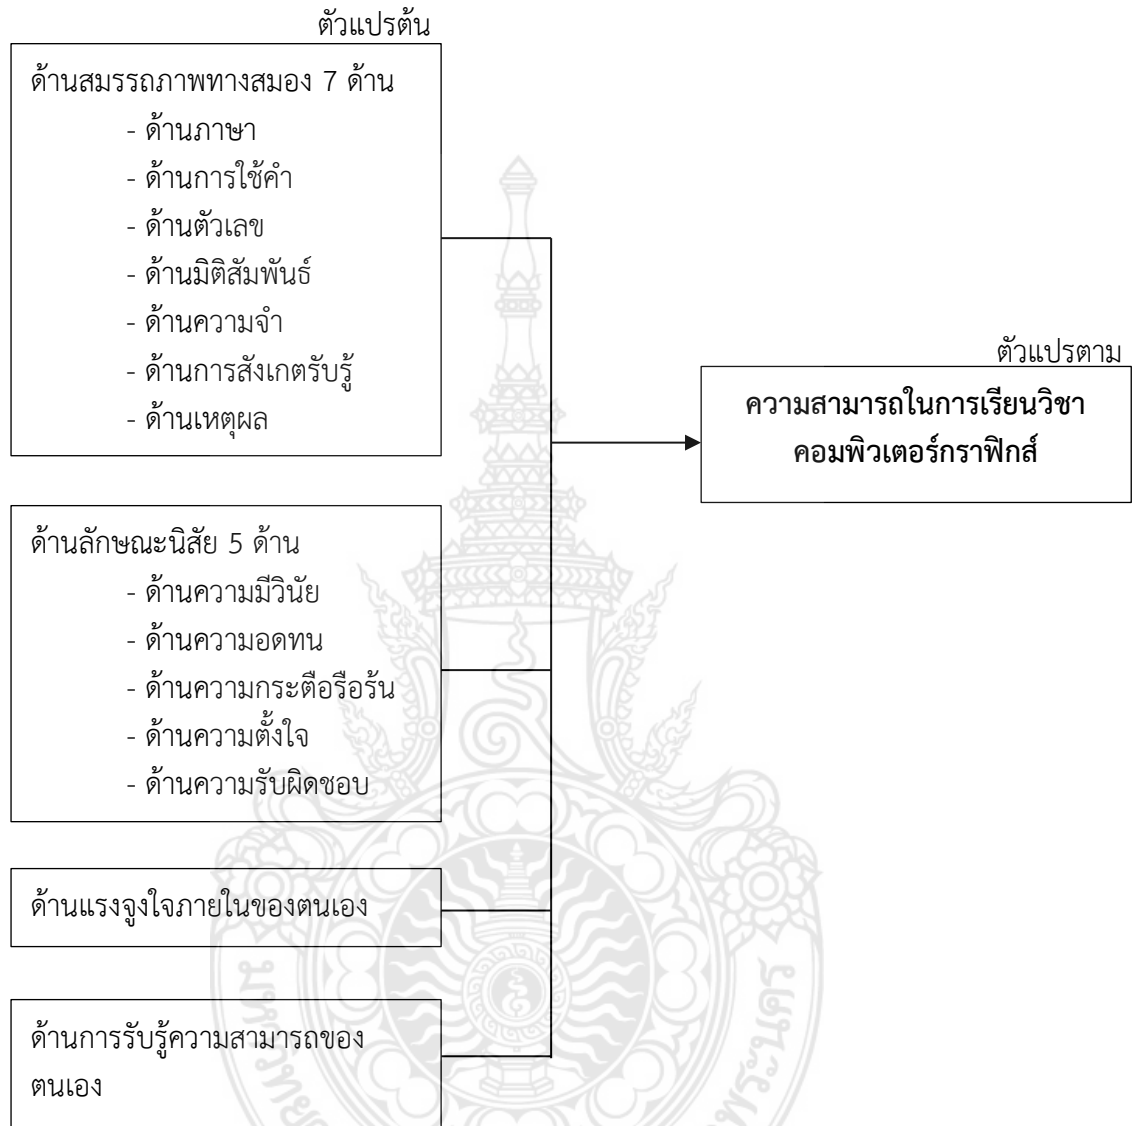 ตัวแปรต้น
ด้านสมรรถภาพทางสมอง 7 ด้าน
- ด้านภาษา
- ด้านการใช้คำ
- ด้านตัวเลข
- ด้านมิติสัมพันธ์
- ด้านความจำ
- ด้านการสังเกตรับรู้
- ด้านเหตุผล
ตัวแปรตาม
ความสามารถในการเรียนวิชา
คอมพิวเตอร์กราฟิกส์
ด้านลักษณะนิสัย 5 ด้าน
- ด้านความมีวินัย
- ด้านความอดทน
- ด้านความกระตือรือร้น
- ด้านความตั้งใจ
- ด้านความรับผิดชอบ
ด้านแรงจูงใจภายในของตนเอง
ด้านการรับรู้ความสามารถของ
ตนเอง
พระนคร